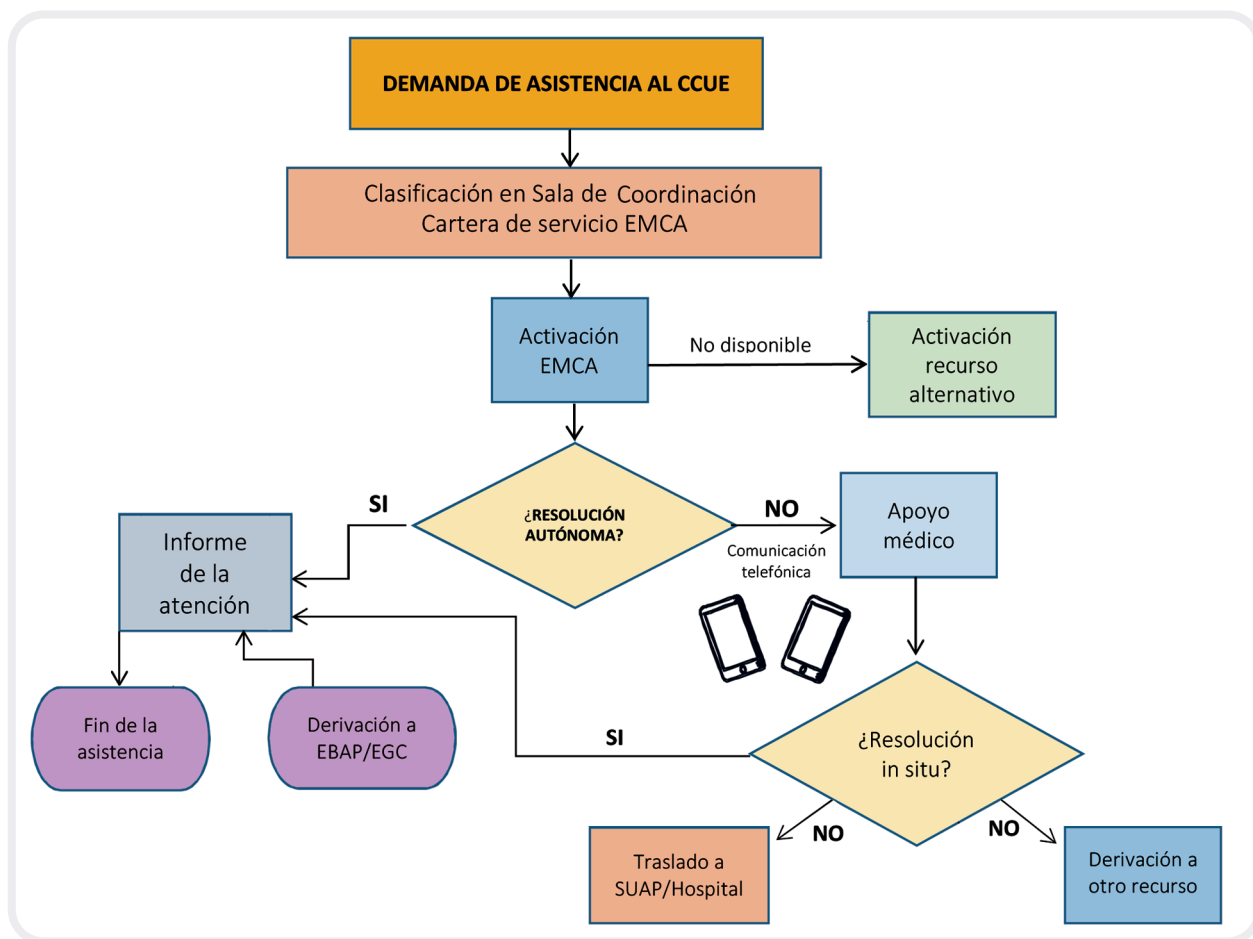 DEMANDA DE ASISTENCIA AL CCUE
Clasificación en Sala de Coordinación
Cartera de servicio EMCA
Activación
EMCA
No disponible
Activación
recurso
alternativo
¿RESOLUCIÓN
AUTÓNOMA?
SI
NO
Comunicación
telefónica
Apoyo
médico
Informe
de la
atención
Fin de la
asistencia
Derivación a
EBAP/EGC
SI
¿Resolución
in situ?
NO
NO
Traslado a
SUAP/Hospital
Derivación a
otro recurso